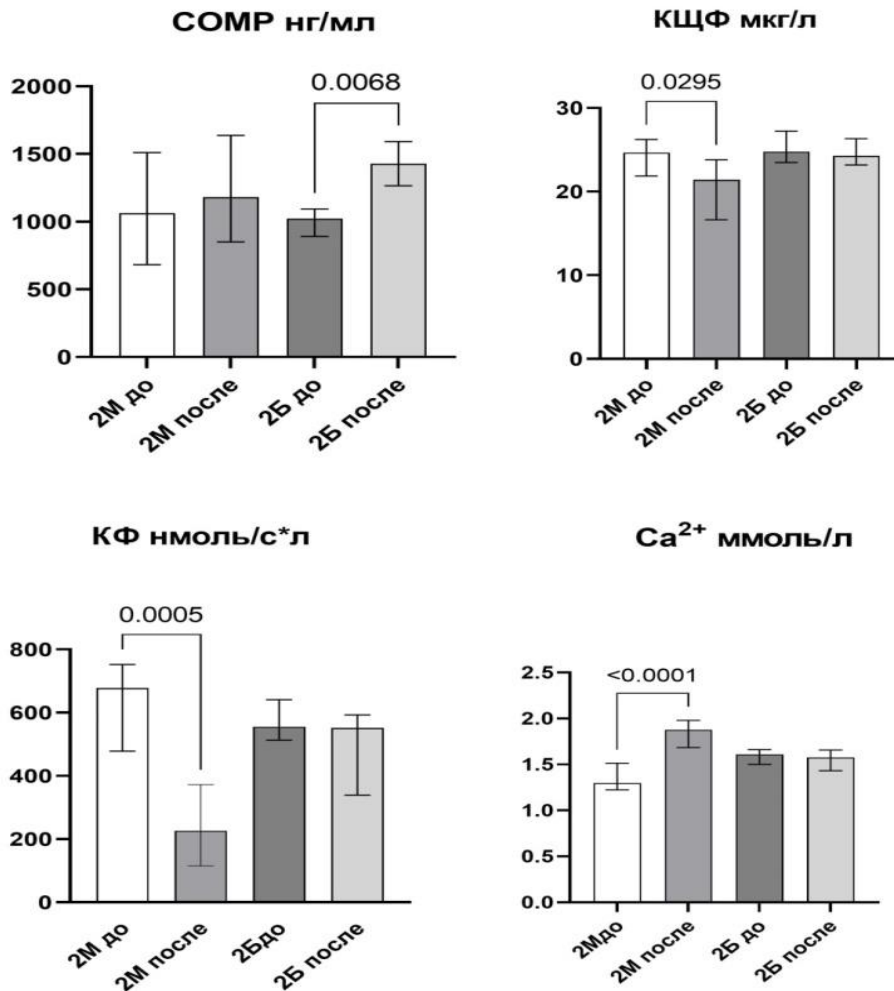 COMP нг/мл
0.0068
2000
1500
1000
500
0
2М до
2М после
2Б до
2Б после
КЩФ мкг/л
0.0295
30
20
10
0
2М до
2М после
2Б до
2Б после
КФ нмоль/с*л
0.0005
800
600
400
200
0
2М до
2М после
2Бдо
2Б после
Ca²⁺ ммоль/л
<0.0001
2.5
2.0
1.5
1.0
0.5
0.0
2Мдо
2М после
2Б до
2Б после